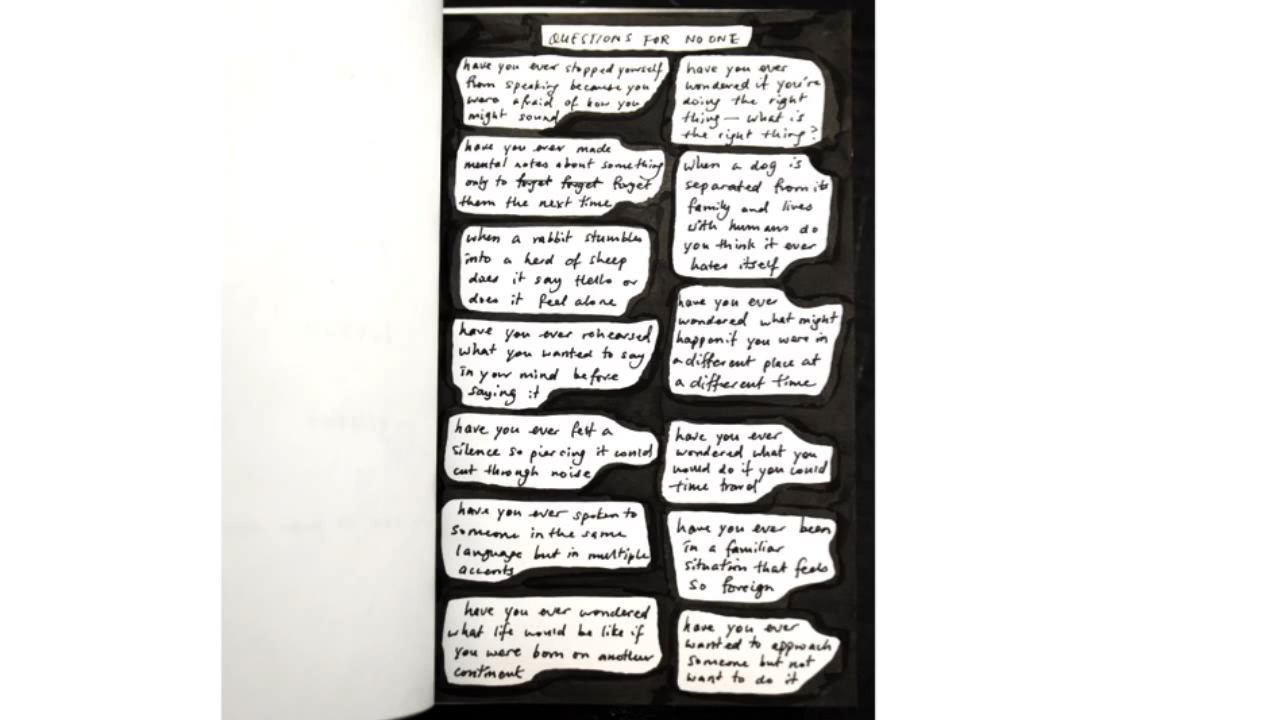 QUESTIONS FOR NO ONE
have you ever stopped yourself
from speaking because you
were afraid of how you
might sound
have you ever made
mental notes about something
only to forget forget forget
them the next time
when a rabbit stumbles
into a herd of sheep
does it say Hello or
does it feel alone
have you ever rehearsed
what you wanted to say
in your mind before
saying it
have you ever felt a
silence so piercing it could
cut through noise
have you ever spoken to
someone in the same
language but in multiple
accents
have you ever wondered
what life would be like if
you were born on another
continent
have you ever
wondered if you're
doing the right
thing — what is
the right thing?
when a dog is
separated from its
family and lives
with humans do
you think it ever
hates itself
have you ever
wondered what might
happen if you were in
a different place at
a different time
have you ever
wondered what you
would do if you could
time travel
have you ever been
in a familiar
situation that feels
so foreign
have you ever
wanted to approach
someone but not
want to do it